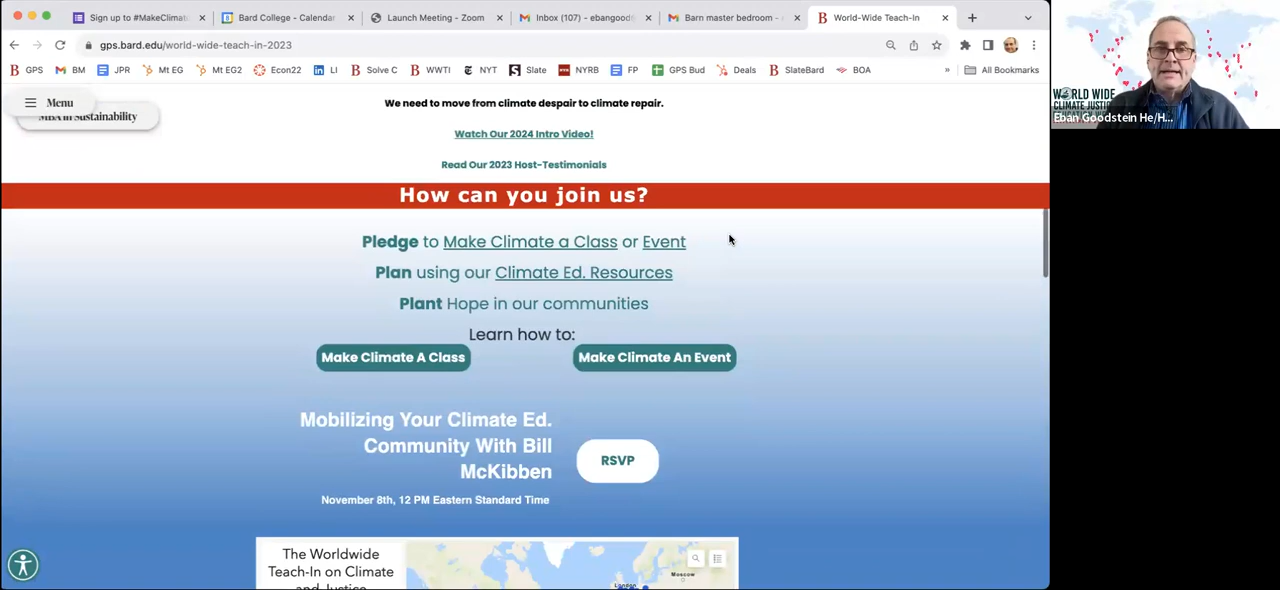 Sign up to #MakeClimat
Bard College - Calenda
Launch Meeting - Zoom
Inbox (107) - ebangood
Barn master bedroom -
World-Wide Teach-In
gps.bard.edu/world-wide-teach-in-2023
GPS
BM
JPR
Mt EG
Mt EG2
Econ22
LI
Solve C
WWTI
NYT
Slate
NYRB
FP
GPS Bud
Deals
SlateBard
BOA
»
All Bookmarks
Menu
MBA in Sustainability
We need to move from climate despair to climate repair.
Watch Our 2024 Intro Video!
Read Our 2023 Host-Testimonials
How can you join us?
Pledge to Make Climate a Class or Event
Plan using our Climate Ed. Resources
Plant Hope in our communities
Learn how to:
Make Climate A Class
Make Climate An Event
Mobilizing Your Climate Ed.
Community With Bill
McKibben
RSVP
November 8th, 12 PM Eastern Standard Time
The Worldwide
Teach-In on Climate
and Justice
Moscow
London
WORLD WIDE
CLIMATE JUSTICE
Eban Goodstein He/H...